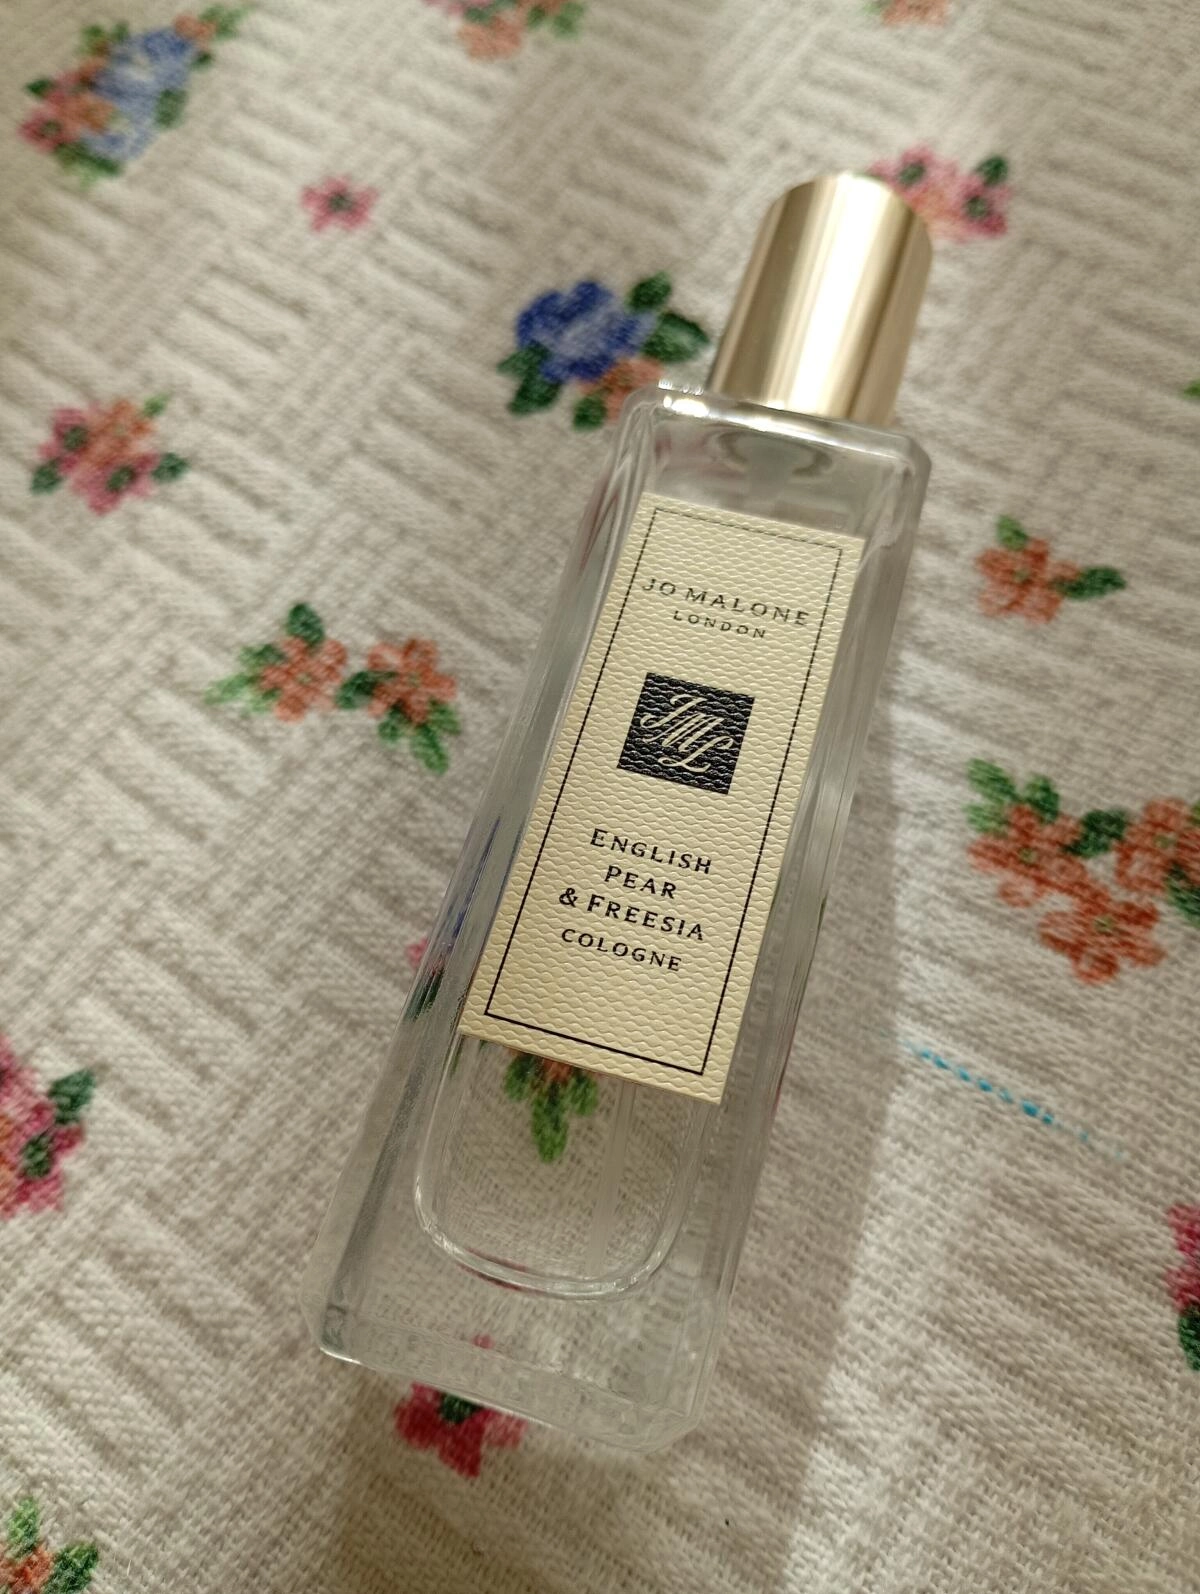 JO MALONE
LONDON
JML
ENGLISH
PEAR
& FREESIA
COLOGNE